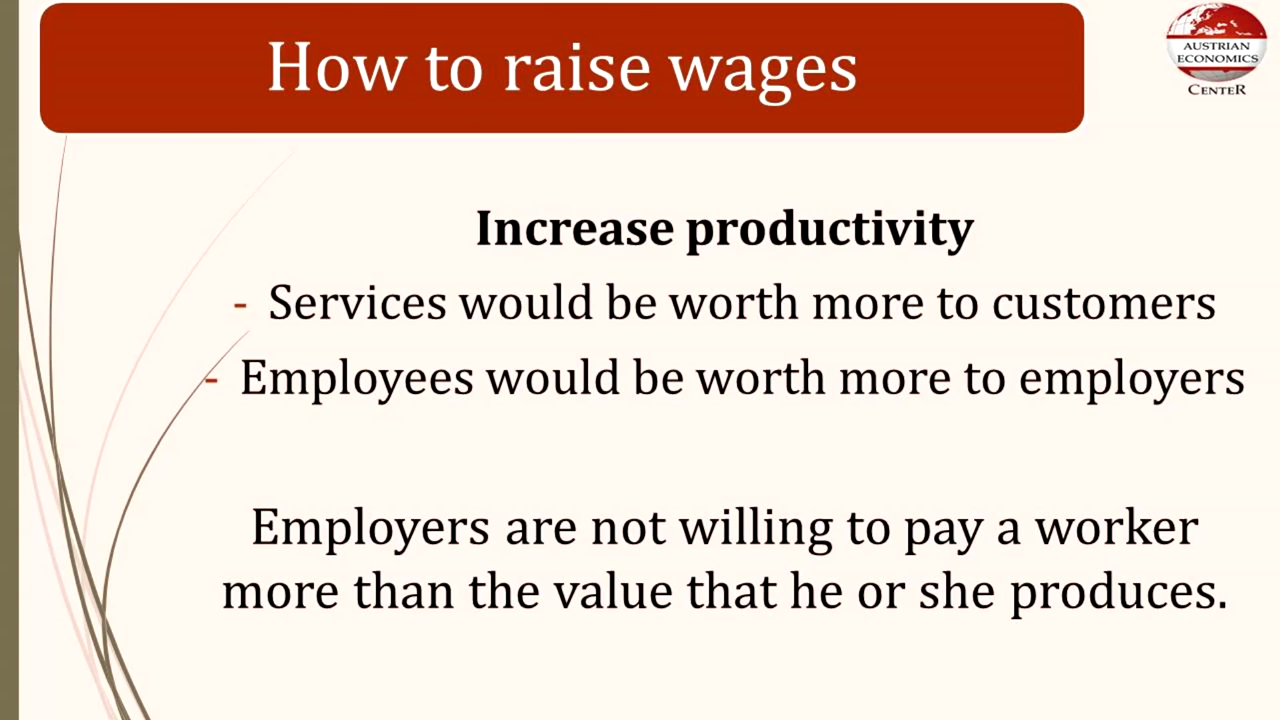 How to raise wages
AUSTRIAN
ECONOMICS
CENTER
Increase productivity
- Services would be worth more to customers
- Employees would be worth more to employers
Employers are not willing to pay a worker
more than the value that he or she produces.